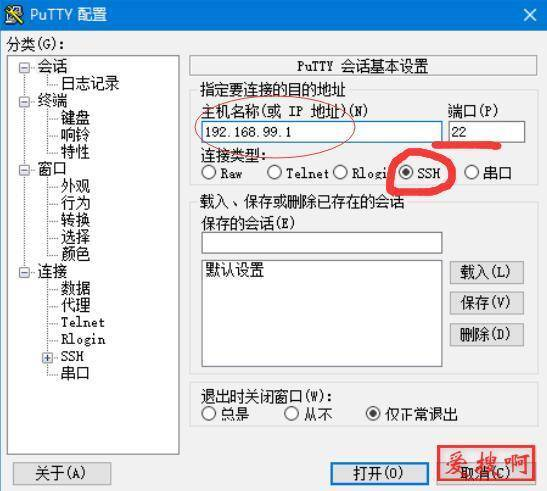 PuTTY 配置
分类(G):
会话
日志记录
终端
键盘
响铃
特性
窗口
外观
行为
转换
选择
颜色
连接
数据
代理
Telnet
Rlogin
SSH
串口
PuTTY 会话基本设置
指定要连接的目的地址
主机名称(或 IP 地址)(N) 端口(P)
192.168.99.1 22
连接类型:
Raw Telnet Rlogin SSH 串口
载入、保存或删除已存在的会话
保存的会话(E)
默认设置
载入(L)
保存(V)
删除(D)
退出时关闭窗口(W):
总是 从不 仅正常退出
关于(A) 打开(O) 取消(C)
爱搜啊